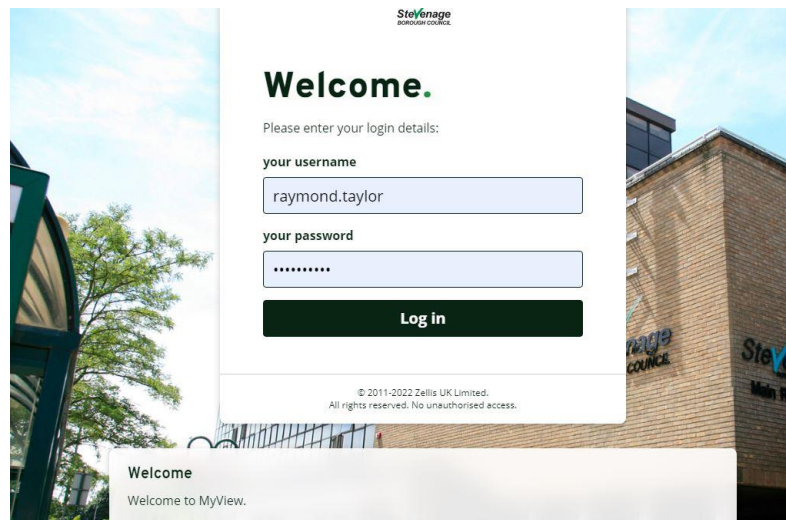 Stevenage
BOROUGH COUNCIL
Welcome.
Please enter your login details:
your username
raymond.taylor
your password
••••••••••
Log in
© 2011-2022 Zellis UK Limited.
All rights reserved. No unauthorised access.
Welcome
Welcome to MyView.